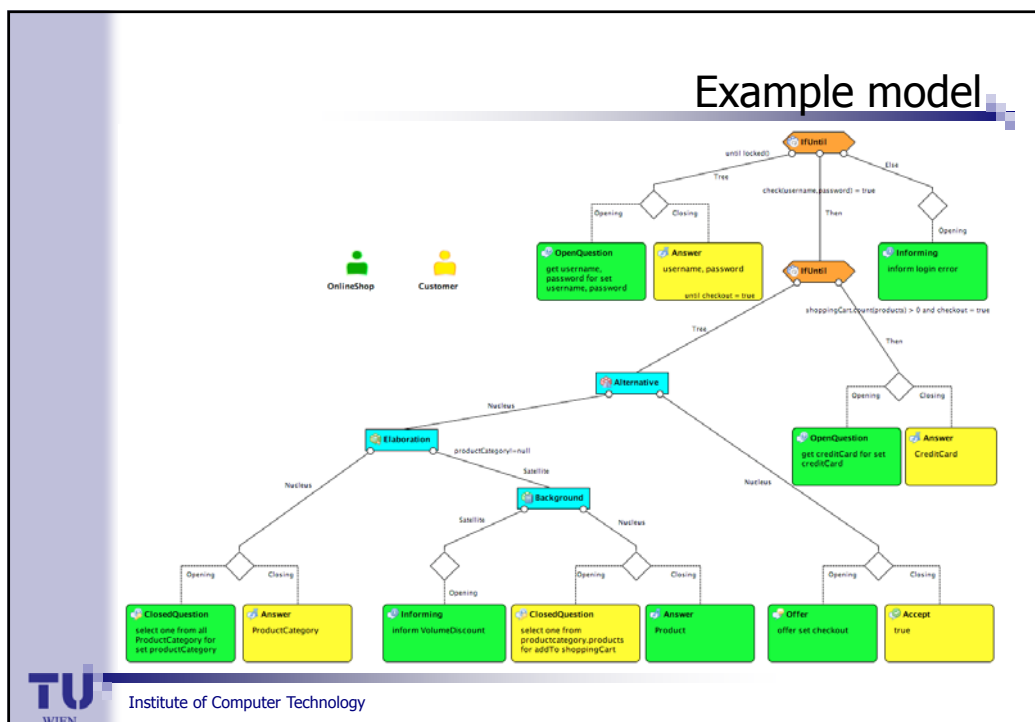 Example model
IfUntil
until locked()
Else
Tree
check(username,password) = true
Then
Opening
Closing
Opening
OpenQuestion
get username,
password for set
username, password
Answer
username, password
until checkout = true
Informing
inform login error
IfUntil
OnlineShop
Customer
shoppingCart.count(products) > 0 and checkout = true
Tree
Then
Alternative
Opening
Closing
Nucleus
Elaboration
productCategory!=null
OpenQuestion
get creditCard for set
creditCard
Answer
CreditCard
Satellite
Nucleus
Nucleus
Background
Satellite
Nucleus
Opening
Closing
Opening
Opening
Closing
Opening
Closing
ClosedQuestion
select one from all
ProductCategory for
set productCategory
Answer
ProductCategory
Informing
inform VolumeDiscount
ClosedQuestion
select one from
productcategory.products
for addTo shoppingCart
Answer
Product
Offer
offer set checkout
Accept
true
TU
WIEN
Institute of Computer Technology